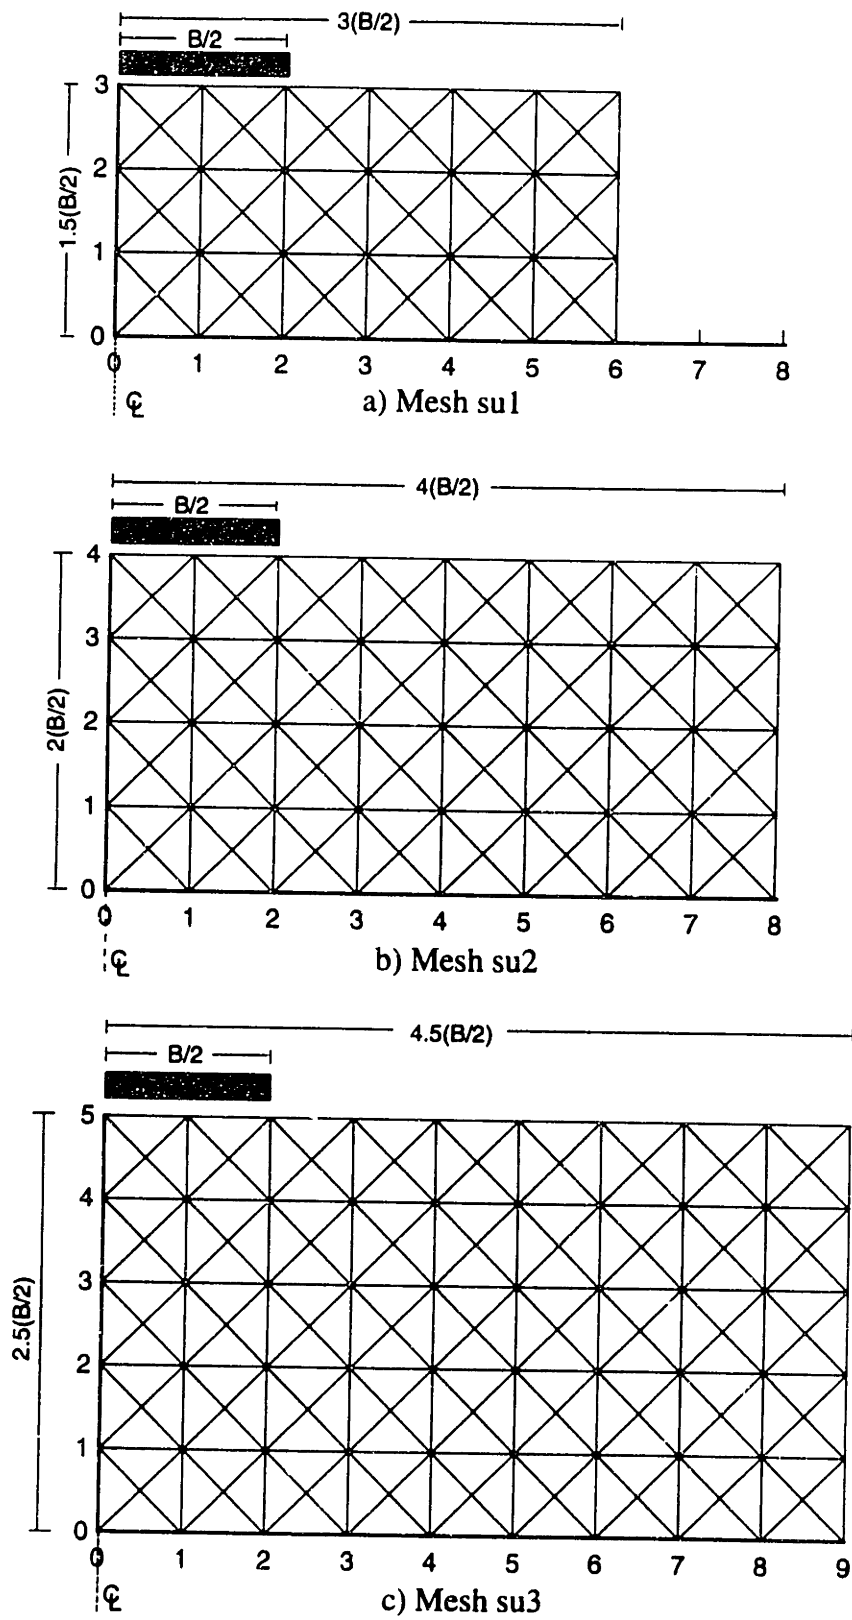 3(B/2)
B/2
3
2
1
0
1.5(B/2)
0 1 2 3 4 5 6 7 8
℄
a) Mesh su1
4(B/2)
B/2
4
3
2
1
0
2(B/2)
0 1 2 3 4 5 6 7 8
℄
b) Mesh su2
4.5(B/2)
B/2
5
4
3
2
1
0
2.5(B/2)
0 1 2 3 4 5 6 7 8 9
℄
c) Mesh su3